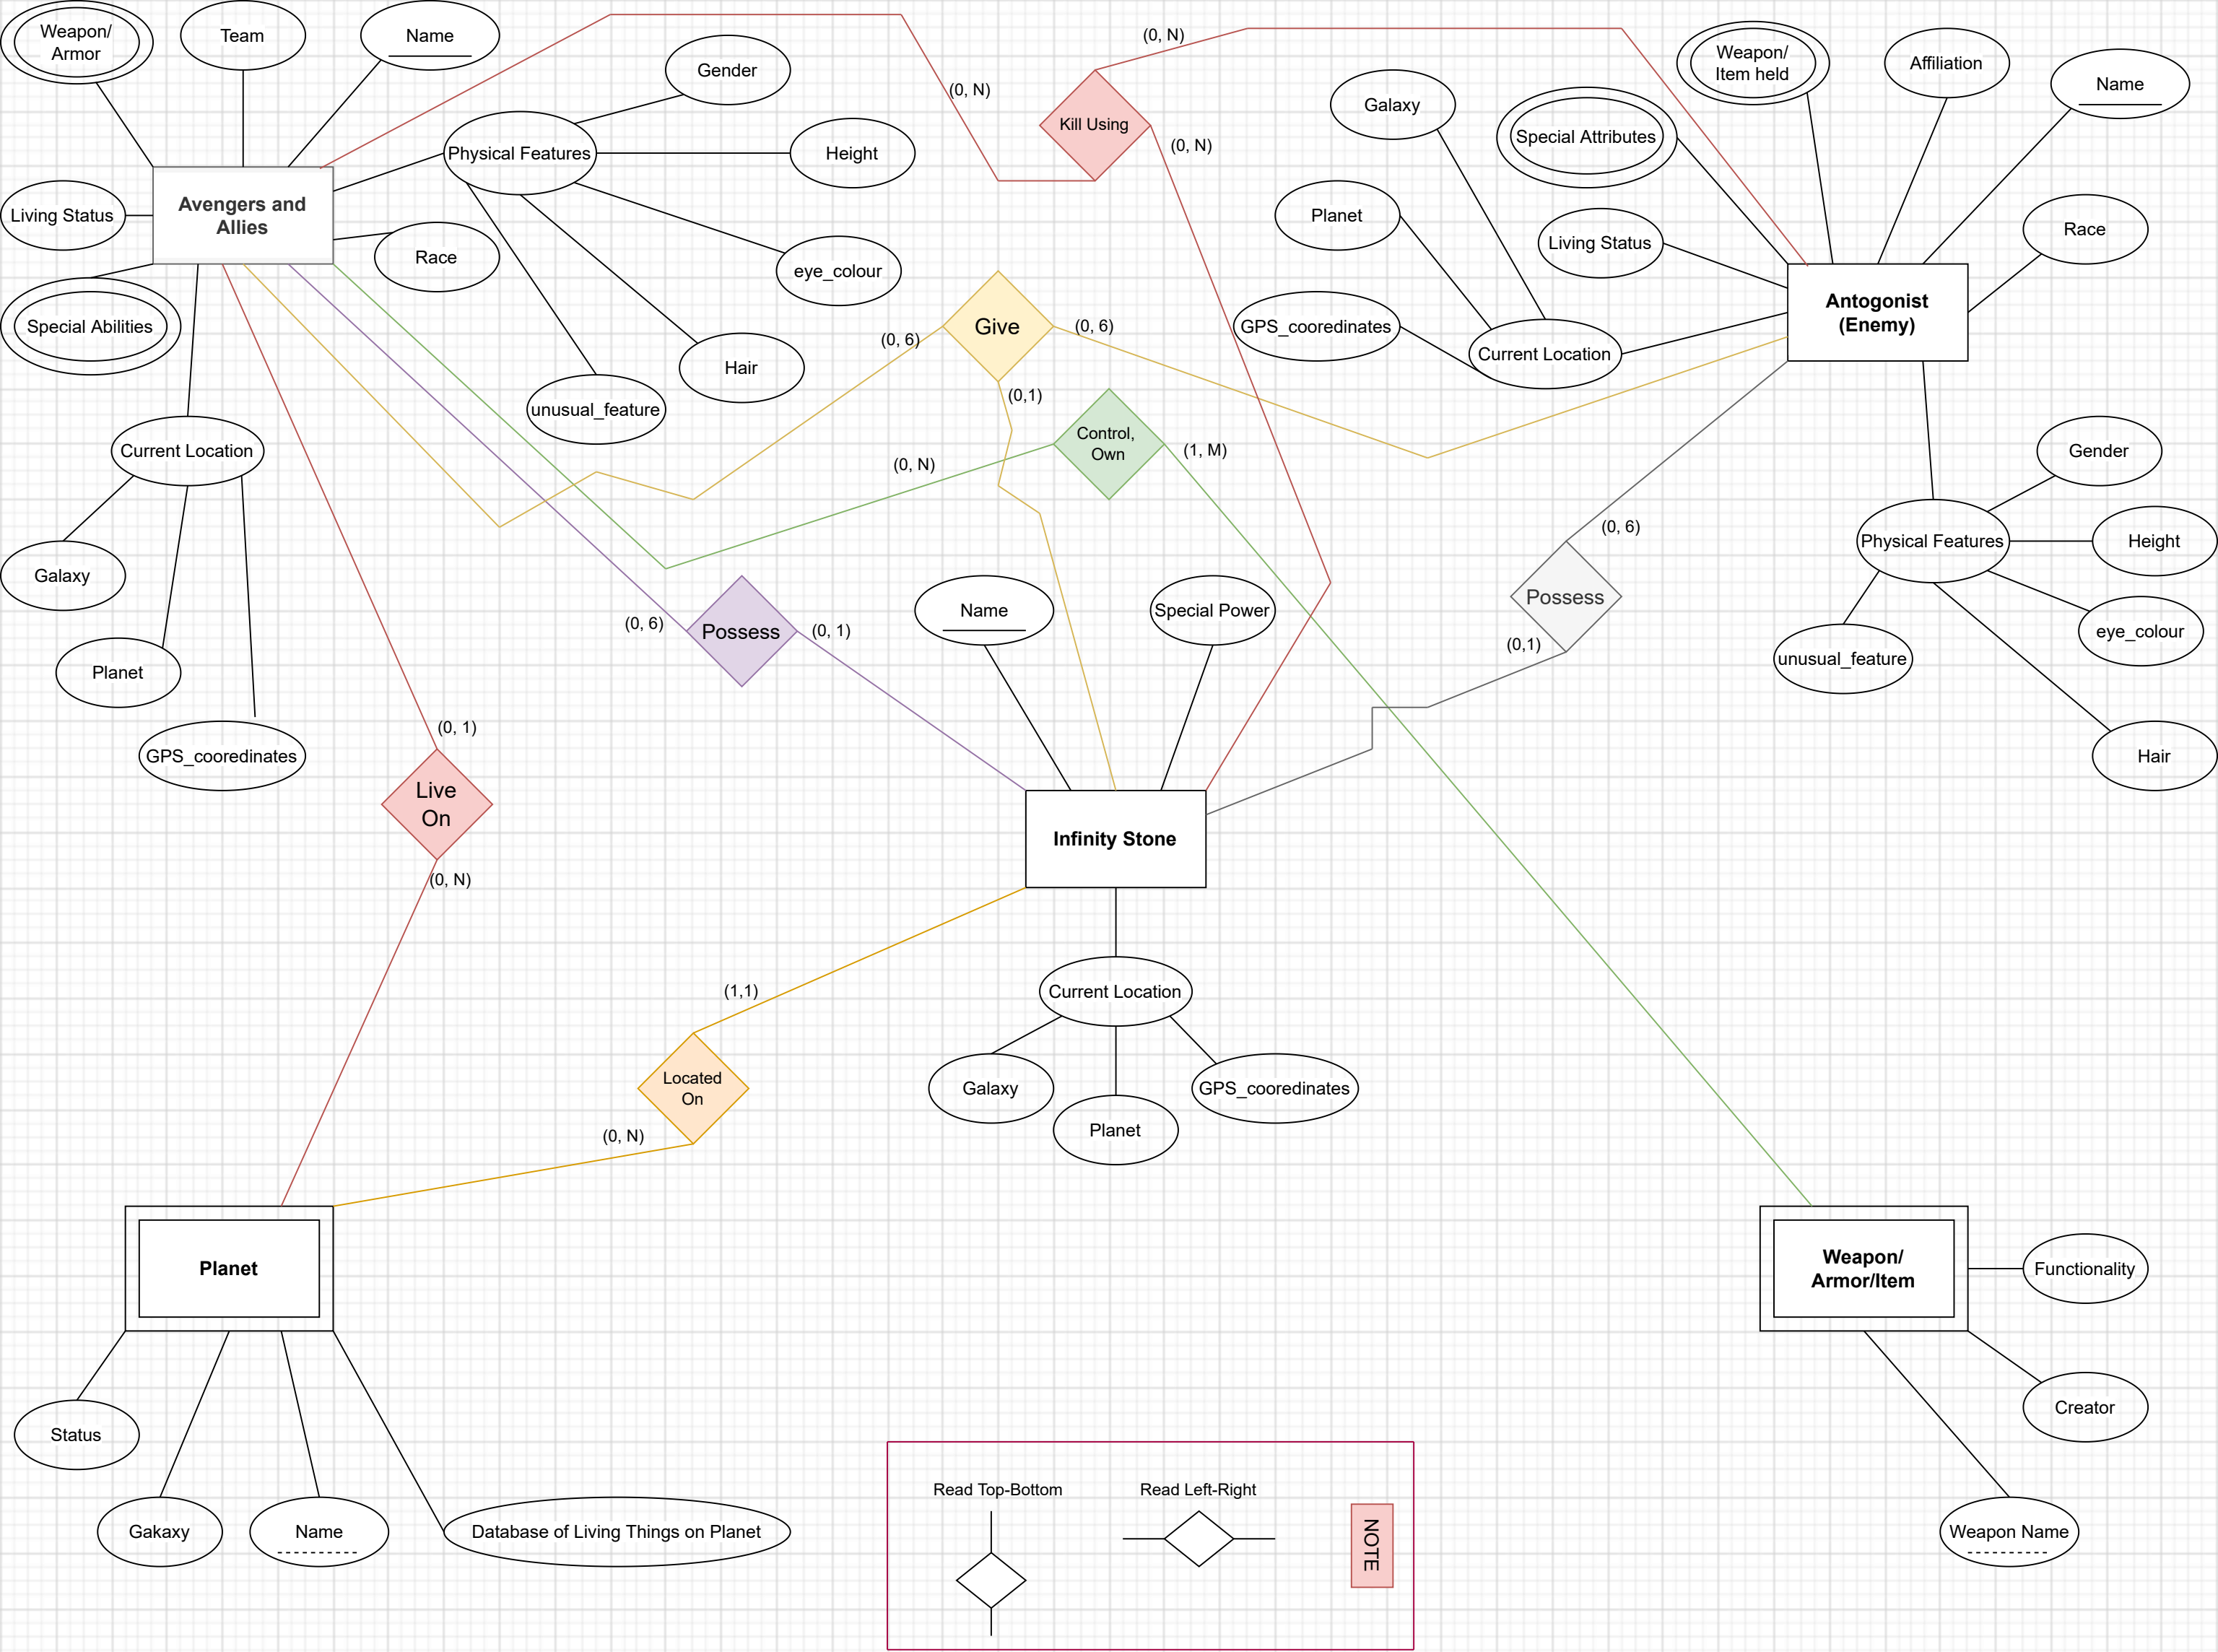 Weapon/
Armor
Team
Name
Gender
(0, N)
(0, N)
Kill Using
(0, N)
Galaxy
Weapon/
Item held
Affiliation
Name
Special Attributes
Physical Features
Height
Avengers and
Allies
Living Status
Race
eye_colour
Planet
Living Status
Race
Special Abilities
Give
(0, 6)
(0, 6)
GPS_cooredinates
Current Location
Antogonist
(Enemy)
Hair
unusual_feature
(0,1)
Current Location
Control,
Own
(0, N)
(1, M)
Gender
Galaxy
(0, 6)
Physical Features
Height
Planet
(0, 6)
Possess
(0, 1)
Name
Special Power
Possess
(0,1)
eye_colour
unusual_feature
GPS_cooredinates
(0, 1)
Hair
Live
On
(0, N)
Infinity Stone
(1,1)
Current Location
Located
On
(0, N)
Galaxy
Planet
GPS_cooredinates
Planet
Weapon/
Armor/Item
Functionality
Status
Creator
Gakaxy
Name
Database of Living Things on Planet
Weapon Name
Read Top-Bottom
Read Left-Right
NOTE